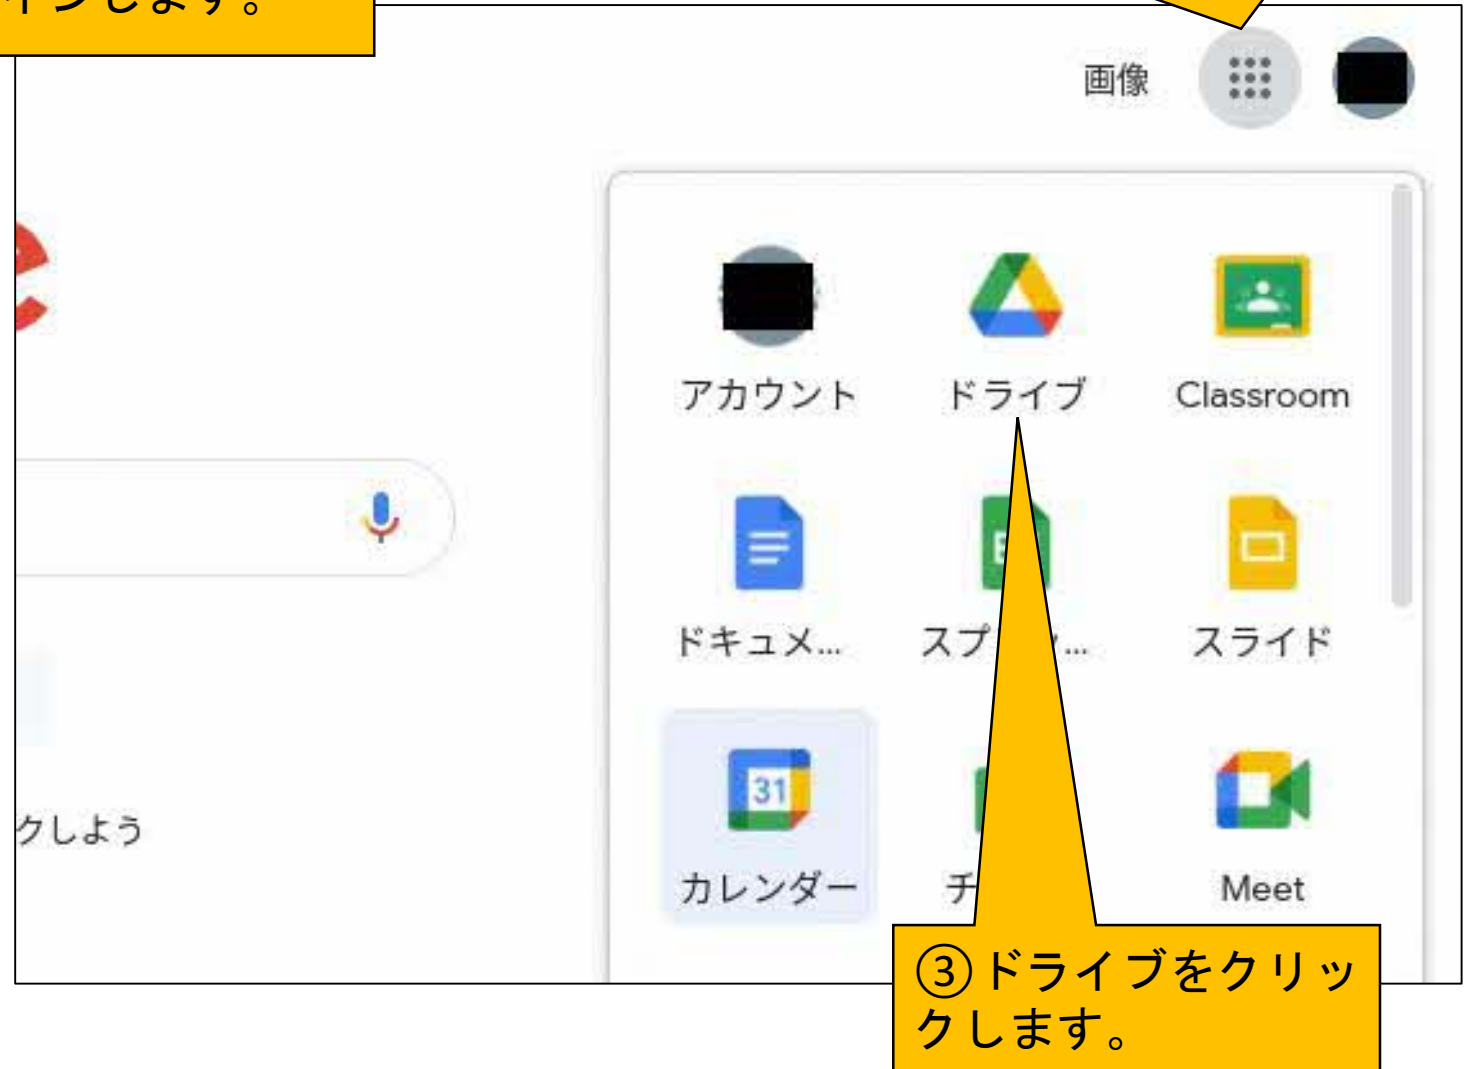 インします。
画像
e
アカウント
ドライブ
Classroom
ドキュメ...
スプ...
スライド
31
カレンダー
チ
Meet
クしよう
③ドライブをクリッ
クします。